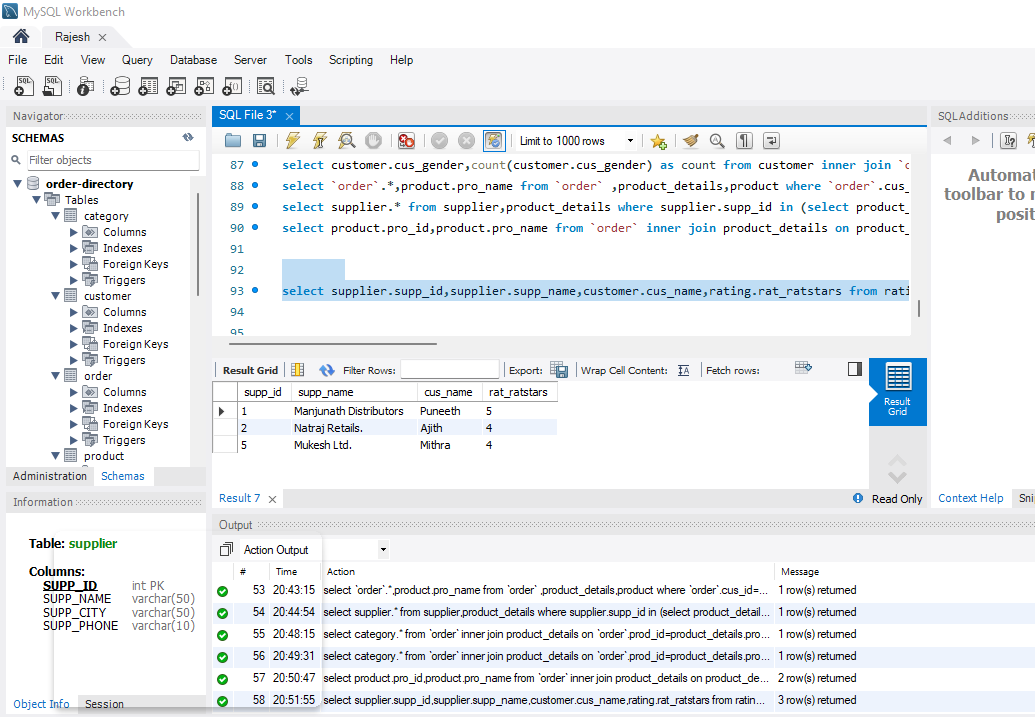 MySQL Workbench
Rajesh
File Edit View Query Database Server Tools Scripting Help
Navigator
SCHEMAS
Filter objects
order-directory
Tables
category
Columns
Indexes
Foreign Keys
Triggers
customer
Columns
Indexes
Foreign Keys
Triggers
order
Columns
Indexes
Foreign Keys
Triggers
product
Administration Schemas
Information
Table: supplier
Columns:
SUPP_ID int PK
SUPP_NAME varchar(50)
SUPP_CITY varchar(50)
SUPP_PHONE varchar(10)
Object Info Session
SQL File 3*
Limit to 1000 rows
87 select customer.cus_gender,count(customer.cus_gender) as count from customer inner join `
88 select `order`.*,product.pro_name from `order` ,product_details,product where `order`.cus_
89 select supplier.* from supplier,product_details where supplier.supp_id in (select product_
90 select product.pro_id,product.pro_name from `order` inner join product_details on product_
91
92
93 select supplier.supp_id,supplier.supp_name,customer.cus_name,rating.rat_ratstars from rati
94
95
Result Grid Filter Rows: Export: Wrap Cell Content: Fetch rows:
supp_id supp_name cus_name rat_ratstars
1 Manjunath Distributors Puneeth 5
2 Natraj Retails. Ajith 4
5 Mukesh Ltd. Mithra 4
Result
Grid
Result 7 Read Only
Output
Action Output
# Time Action Message
53 20:43:15 select `order`.*,product.pro_name from `order` ,product_details,product where `order`.cus_id=... 1 row(s) returned
54 20:44:54 select supplier.* from supplier,product_details where supplier.supp_id in (select product_detail... 1 row(s) returned
55 20:48:15 select category.* from `order` inner join product_details on `order`.prod_id=product_details.pro... 1 row(s) returned
56 20:49:31 select category.* from `order` inner join product_details on `order`.prod_id=product_details.pro... 1 row(s) returned
57 20:50:47 select product.pro_id,product.pro_name from `order` inner join product_details on product_de... 2 row(s) returned
58 20:51:55 select supplier.supp_id,supplier.supp_name,customer.cus_name,rating.rat_ratstars from ratin... 3 row(s) returned
SQLAdditions
Automat
toolbar to m
posit
Context Help Sni